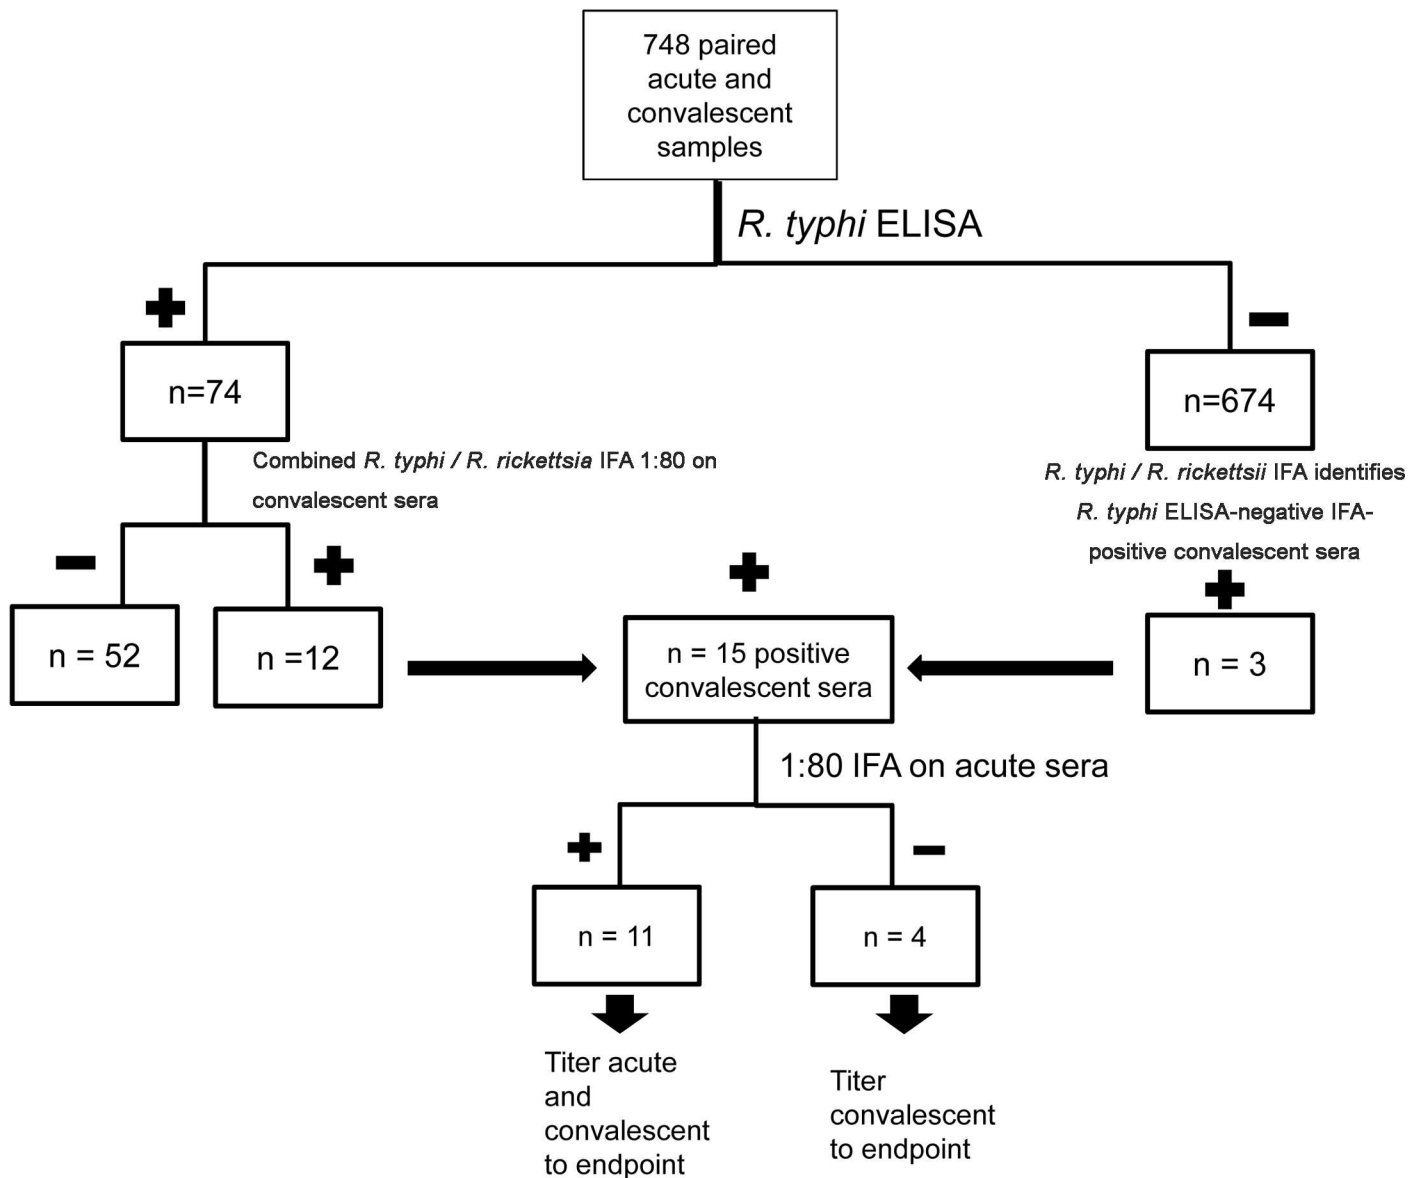 748 paired
acute and
convalescent
samples
R. typhi ELISA
+
−
n=74
n=674
Combined R. typhi / R. rickettsia IFA 1:80 on
convalescent sera
R. typhi / R. rickettsii IFA identifies
R. typhi ELISA-negative IFA-
positive convalescent sera
−
+
+
+
n = 52
n =12
n = 15 positive
convalescent sera
n = 3
1:80 IFA on acute sera
+
−
n = 11
n = 4
Titer acute
and
convalescent
to endpoint
Titer
convalescent
to endpoint